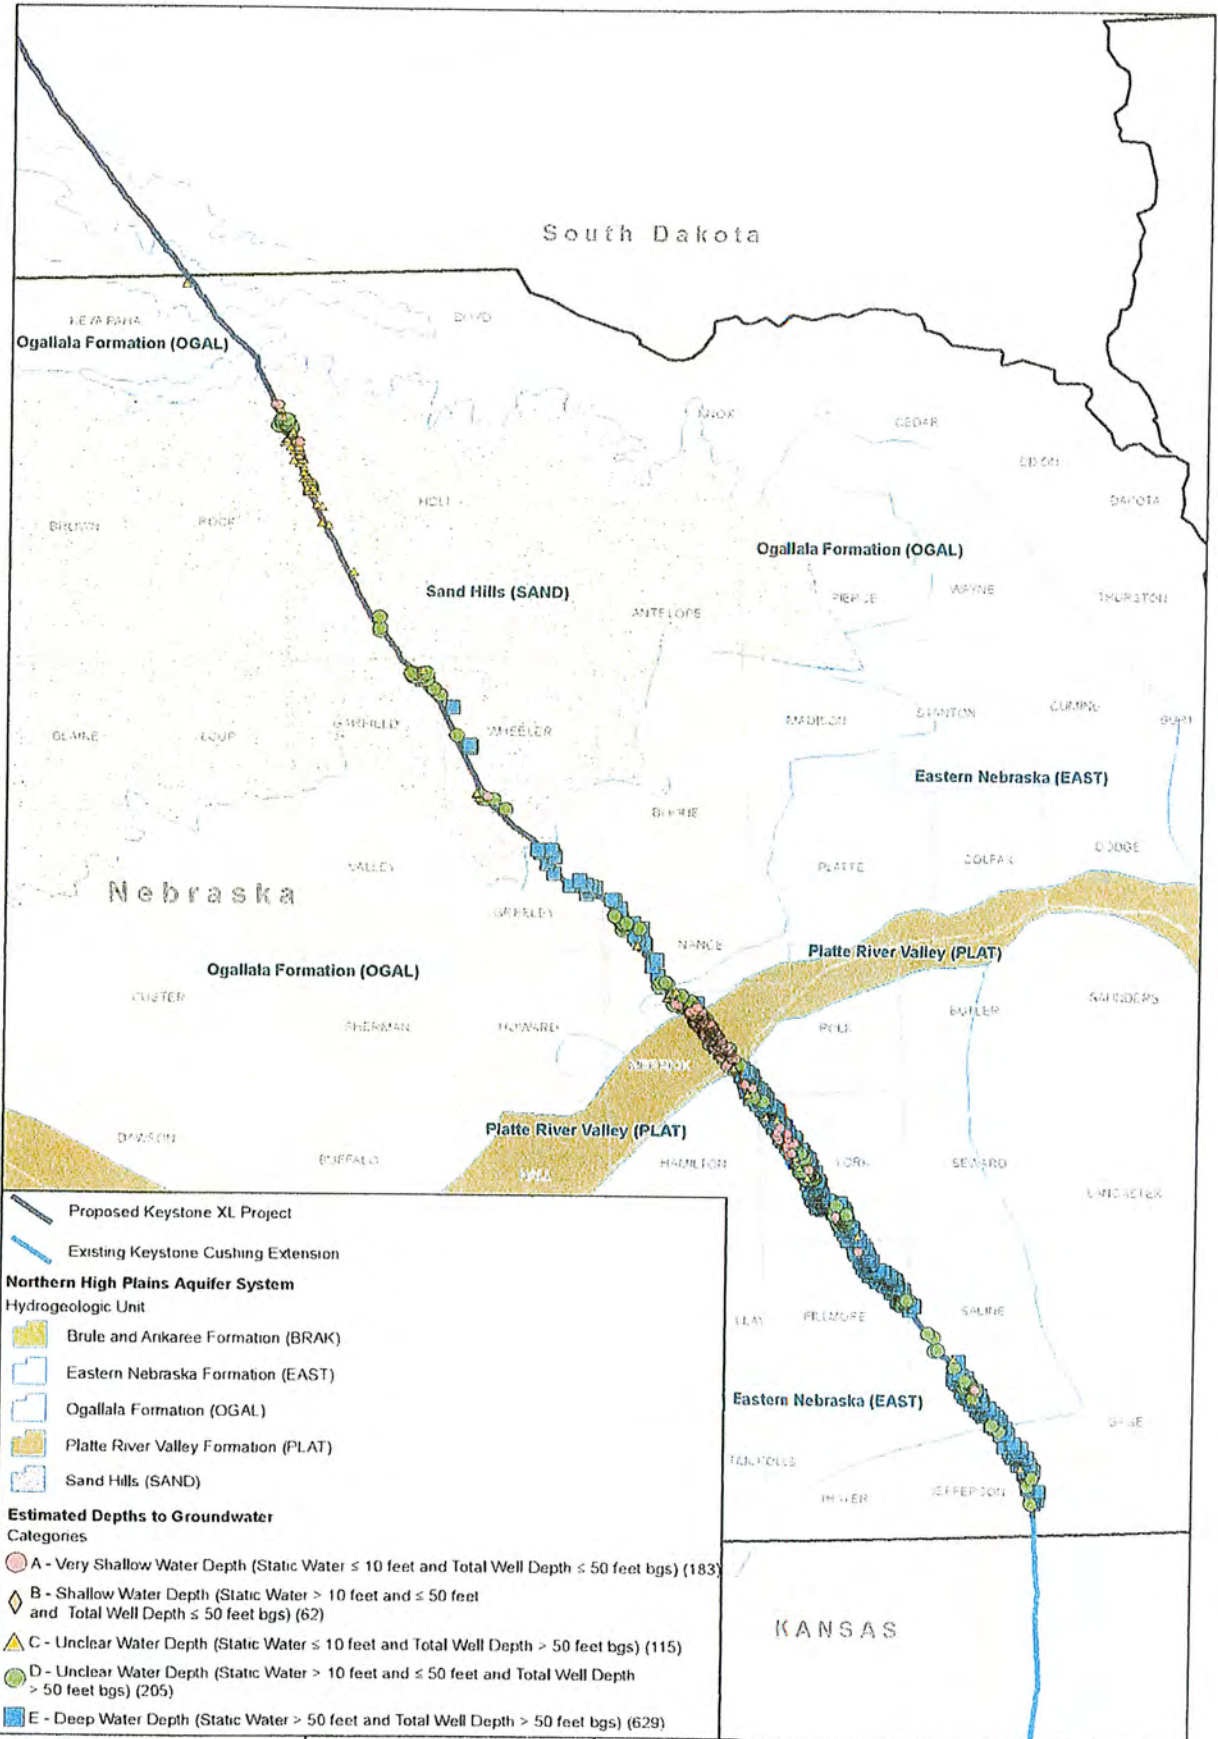 South Dakota
KEYA PAHA
BOYD
Ogallala Formation (OGAL)
KNOX
CEDAR
DIXON
DAKOTA
HOLT
BROWN
ROCK
Ogallala Formation (OGAL)
Sand Hills (SAND)
ANTELOPE
PIERCE
WAYNE
THURSTON
BLAINE
LOUP
GARFIELD
WHEELER
MADISON
STANTON
CUMING
BURT
Eastern Nebraska (EAST)
BOONE
VALLEY
PLATTE
COLFAX
DODGE
Nebraska
GREELEY
NANCE
Platte River Valley (PLAT)
Ogallala Formation (OGAL)
CUSTER
SHERMAN
HOWARD
POLK
BUTLER
SAUNDERS
MERRICK
Platte River Valley (PLAT)
DAWSON
BUFFALO
HALL
HAMILTON
YORK
SEWARD
LANCASTER
Proposed Keystone XL Project
Existing Keystone Cushing Extension
Northern High Plains Aquifer System
Hydrogeologic Unit
Brule and Arikaree Formation (BRAK)
Eastern Nebraska Formation (EAST)
Ogallala Formation (OGAL)
Platte River Valley Formation (PLAT)
Sand Hills (SAND)
Estimated Depths to Groundwater
Categories
A - Very Shallow Water Depth (Static Water ≤ 10 feet and Total Well Depth ≤ 50 feet bgs) (183)
B - Shallow Water Depth (Static Water > 10 feet and ≤ 50 feet
and Total Well Depth ≤ 50 feet bgs) (62)
C - Unclear Water Depth (Static Water ≤ 10 feet and Total Well Depth > 50 feet bgs) (115)
D - Unclear Water Depth (Static Water > 10 feet and ≤ 50 feet and Total Well Depth
> 50 feet bgs) (205)
E - Deep Water Depth (Static Water > 50 feet and Total Well Depth > 50 feet bgs) (629)
CLAY
FILLMORE
SALINE
Eastern Nebraska (EAST)
GAGE
THAYER
JEFFERSON
KANSAS